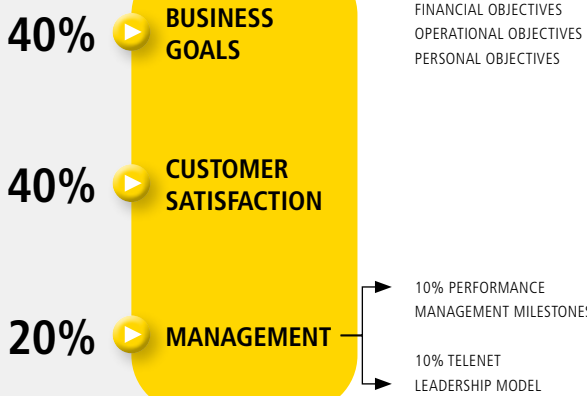 40%
BUSINESS
GOALS
FINANCIAL OBJECTIVES
OPERATIONAL OBJECTIVES
PERSONAL OBJECTIVES
40%
CUSTOMER
SATISFACTION
20%
MANAGEMENT
10% PERFORMANCE
MANAGEMENT MILESTONES
10% TELENET
LEADERSHIP MODEL